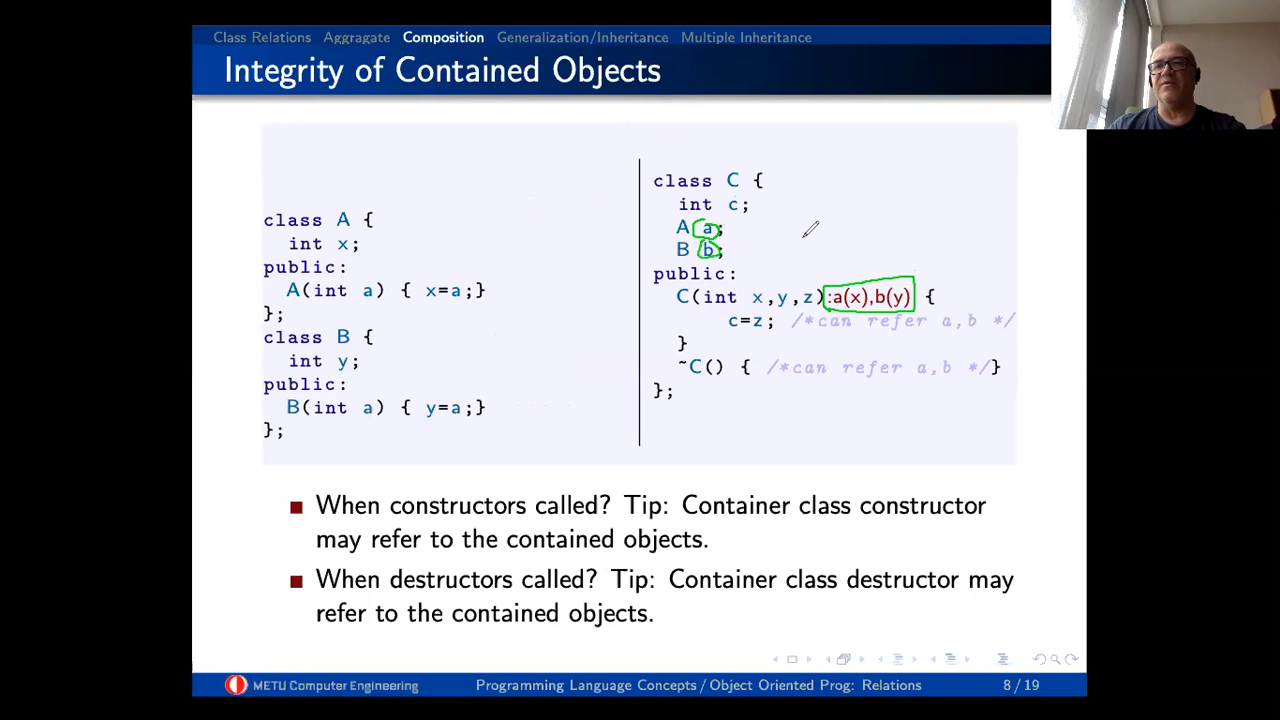 Class Relations Aggregate Composition Generalization/Inheritance Multiple Inheritance
Integrity of Contained Objects
class A {
int x;
public:
A(int a) { x=a;}
};
class B {
int y;
public:
B(int a) { y=a;}
};
class C {
int c;
A a;
B b;
public:
C(int x,y,z):a(x),b(y) {
c=z; /*can refer a,b */
}
~C() { /*can refer a,b */}
};
When constructors called? Tip: Container class constructor
may refer to the contained objects.
When destructors called? Tip: Container class destructor may
refer to the contained objects.
METU Computer Engineering Programming Language Concepts/Object Oriented Prog: Relations 8/19